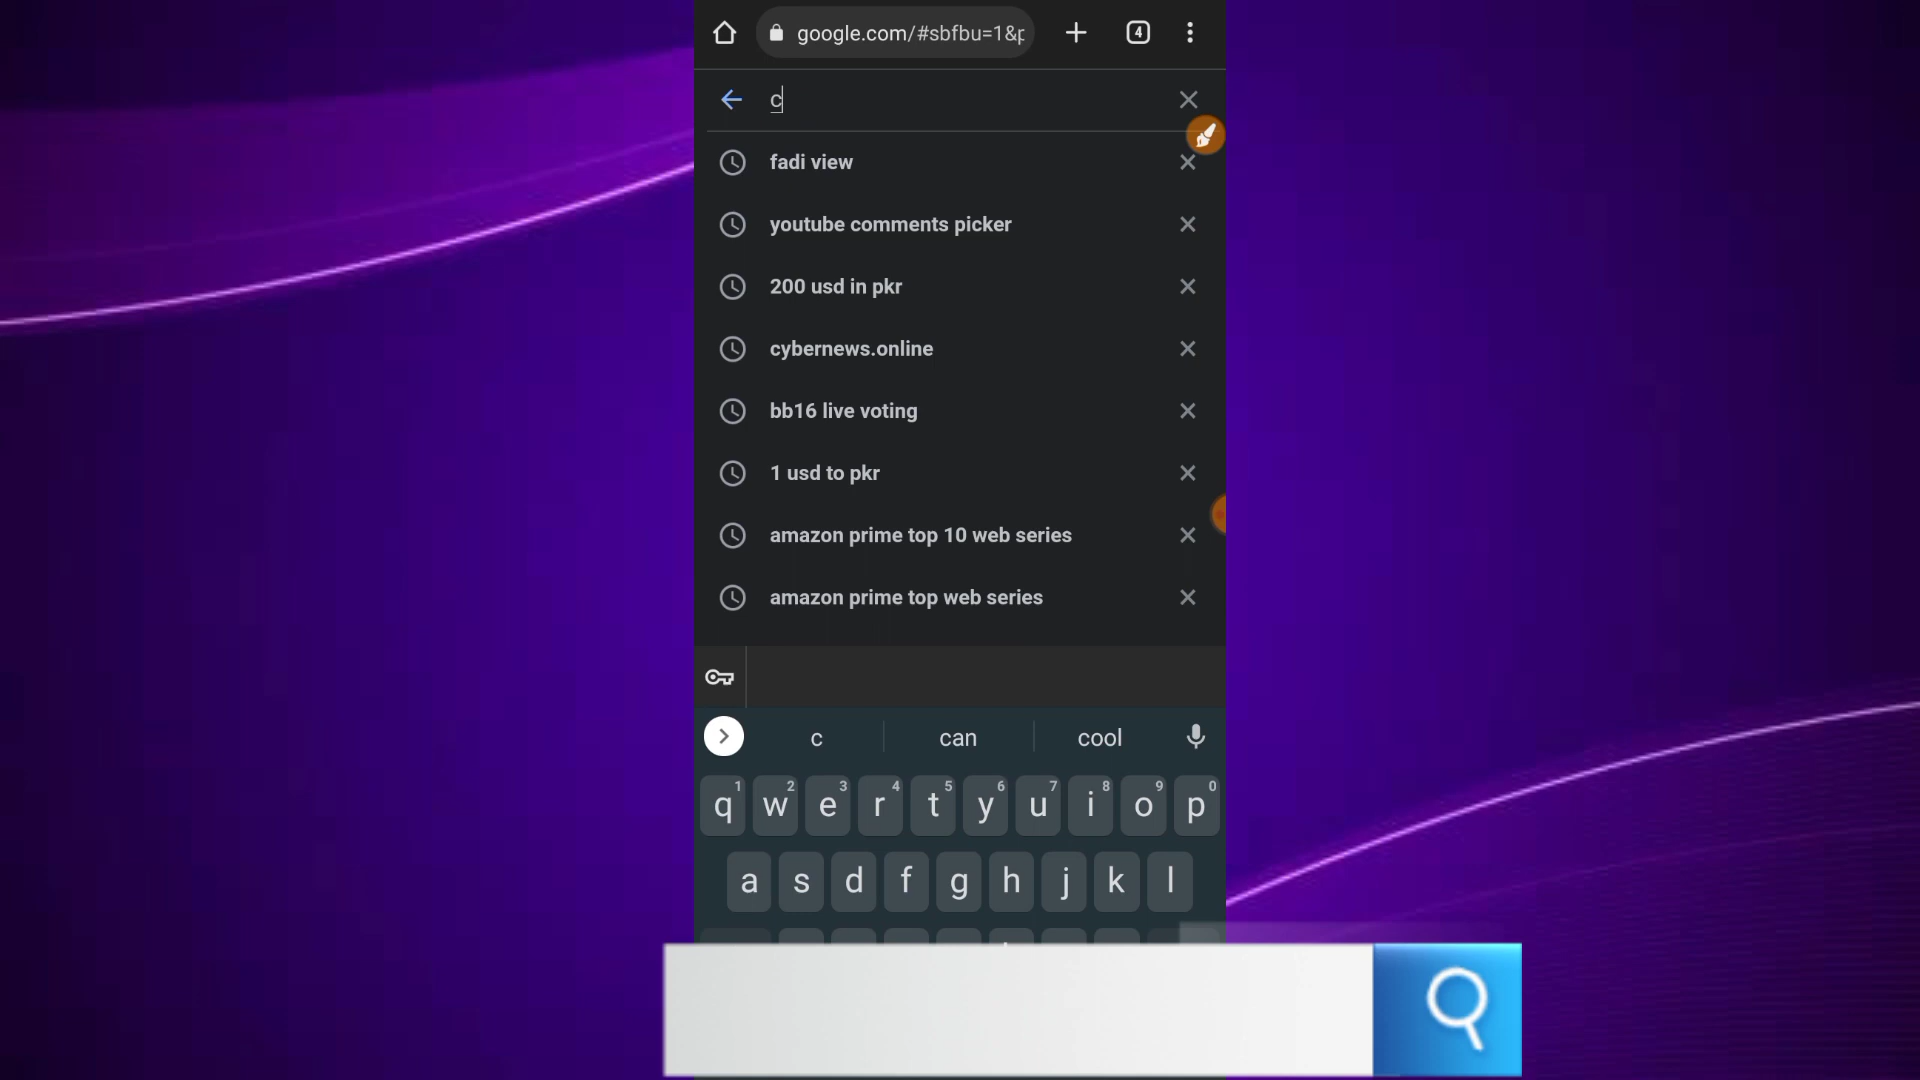 google.com/#sbfbu=1&p
4
c
fadi view
youtube comments picker
200 usd in pkr
cybernews.online
bb16 live voting
1 usd to pkr
amazon prime top 10 web series
amazon prime top web series
c can cool
1 2 3 4 5 6 7 8 9 0
q w e r t y u i o p
a s d f g h j k l